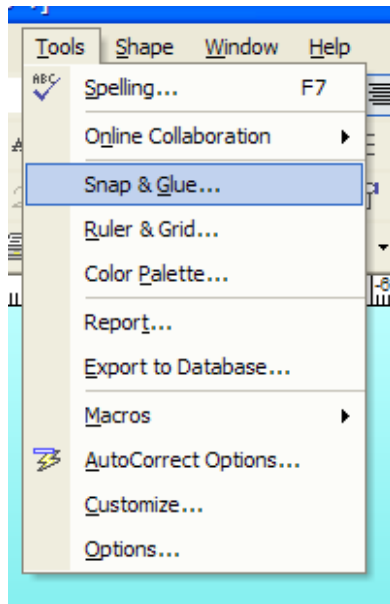 Tools Shape Window Help
ABC Spelling... F7
Online Collaboration
Snap & Glue...
Ruler & Grid...
Color Palette...
Report...
Export to Database...
Macros
AutoCorrect Options...
Customize...
Options...